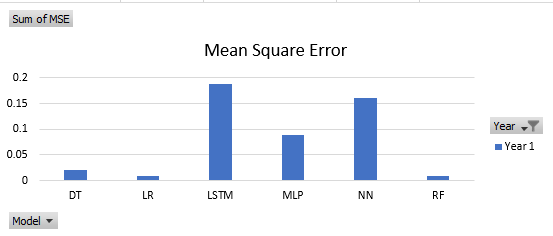 Sum of MSE
Mean Square Error
0.2
0.15
0.1
0.05
0
DT LR LSTM MLP NN RF
Year
Year 1
Model